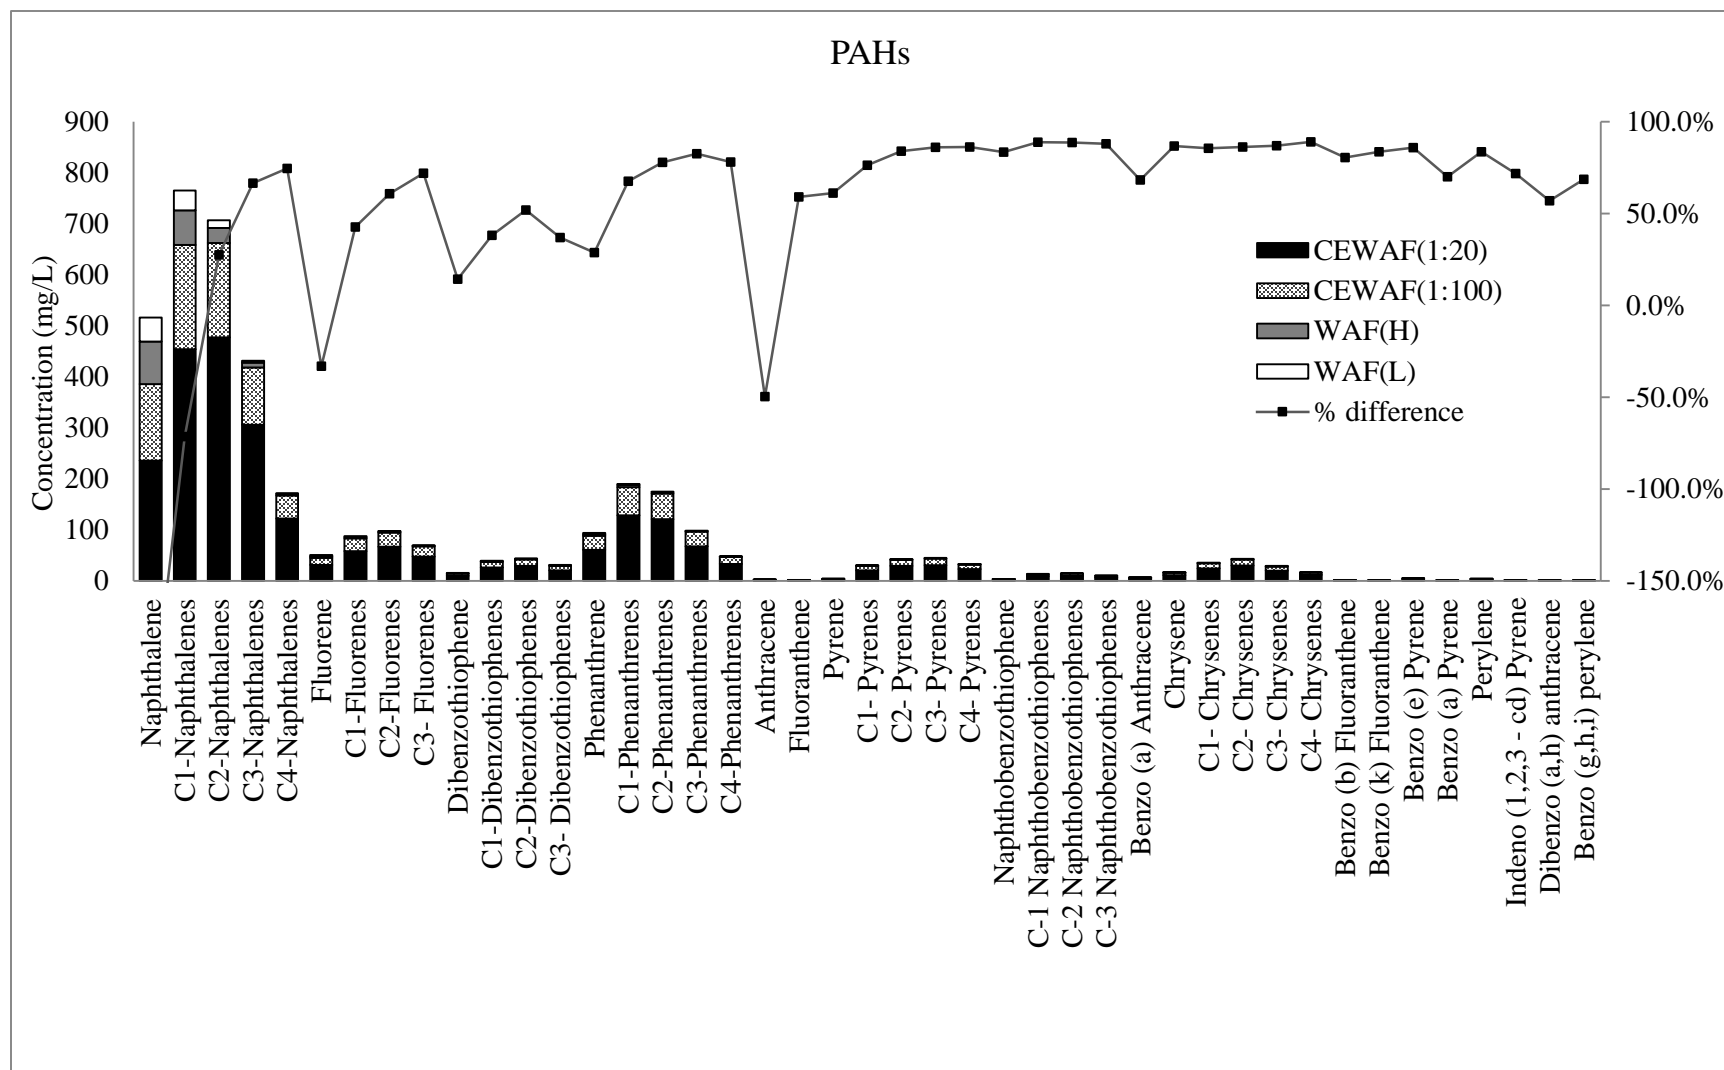 PAHs
Concentration (mg/L)
900
800
700
600
500
400
300
200
100
0
100.0%
50.0%
0.0%
-50.0%
-100.0%
-150.0%
CEWAF(1:20)
CEWAF(1:100)
WAF(H)
WAF(L)
% difference
Naphthalene
C1-Naphthalenes
C2-Naphthalenes
C3-Naphthalenes
C4-Naphthalenes
Fluorene
C1-Fluorenes
C2-Fluorenes
C3- Fluorenes
Dibenzothiophene
C1-Dibenzothiophenes
C2-Dibenzothiophenes
C3- Dibenzothiophenes
Phenanthrene
C1-Phenanthrenes
C2-Phenanthrenes
C3-Phenanthrenes
C4-Phenanthrenes
Anthracene
Fluoranthene
Pyrene
C1- Pyrenes
C2- Pyrenes
C3- Pyrenes
C4- Pyrenes
Naphthobenzothiophene
C-1 Naphthobenzothiophenes
C-2 Naphthobenzothiophenes
C-3 Naphthobenzothiophenes
Benzo (a) Anthracene
Chrysene
C1- Chrysenes
C2- Chrysenes
C3- Chrysenes
C4- Chrysenes
Benzo (b) Fluoranthene
Benzo (k) Fluoranthene
Benzo (e) Pyrene
Benzo (a) Pyrene
Perylene
Indeno (1,2,3 - cd) Pyrene
Dibenzo (a,h) anthracene
Benzo (g,h,i) perylene